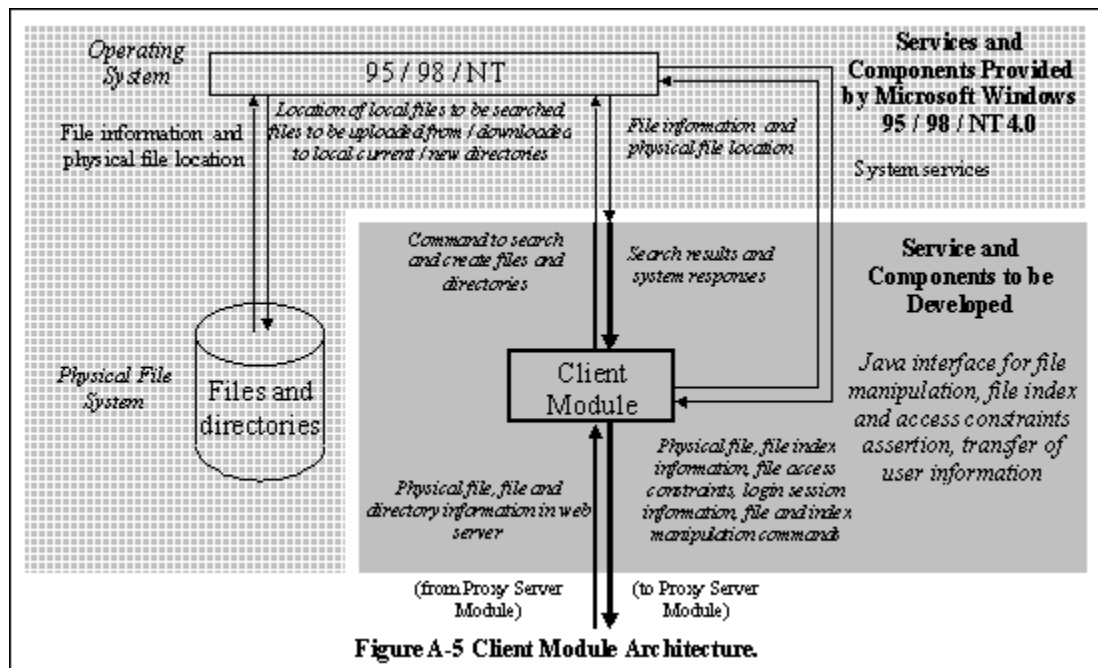 Operating
System
95 / 98 / NT
Services and
Components Provided
by Microsoft Windows
95 / 98 / NT 4.0
File information and
physical file location
Location of local files to be searched,
files to be uploaded from / downloaded
to local current / new directories
File information and
physical file location
System services
Command to search
and create files and
directories
Search results and
system responses
Service and
Components to be
Developed
Physical File
System
Files and
directories
Client
Module
Java interface for file
manipulation, file index
and access constraints
assertion, transfer of
user information
Physical file, file and
directory information in web
server
Physical file, file index
information, file access
constraints, login session
information, file and index
manipulation commands
(from Proxy Server
Module)
(to Proxy Server
Module)
Figure A-5 Client Module Architecture.